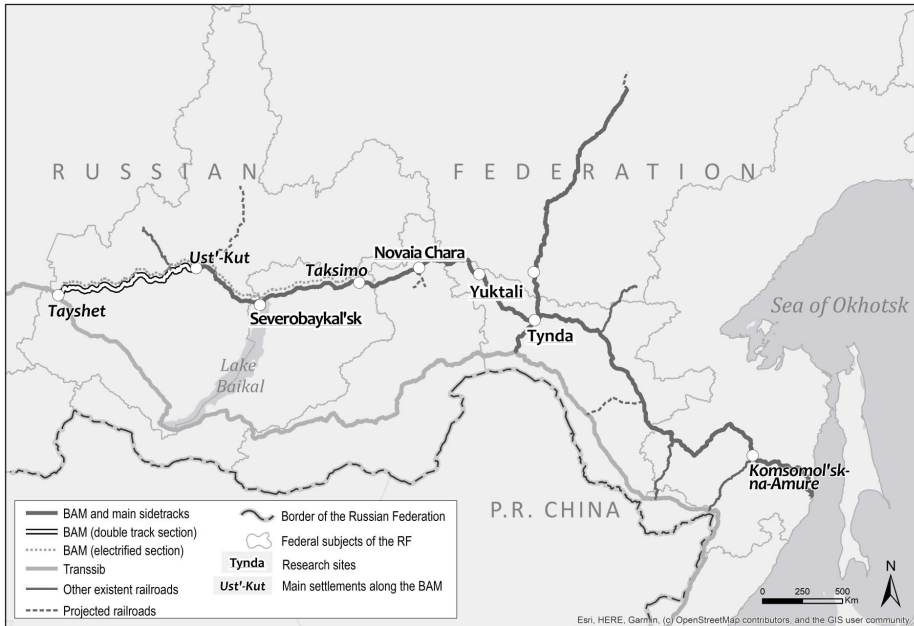 RUSSIAN FEDERATION
Novaia Chara
Ust'-Kut
Taksimo
Yuktali
Tayshet
Severobaykal'sk
Tynda
Sea of Okhotsk
Lake
Baikal
Komsomol'sk-
na-Amure
P.R. CHINA
BAM and main sidetracks
BAM (double track section)
BAM (electrified section)
Transsib
Other existent railroads
Projected railroads
Border of the Russian Federation
Federal subjects of the RF
Tynda Research sites
Ust'-Kut Main settlements along the BAM
N
0 250 500
Km
Esri, HERE, Garmin, (c) OpenStreetMap contributors, and the GIS user community